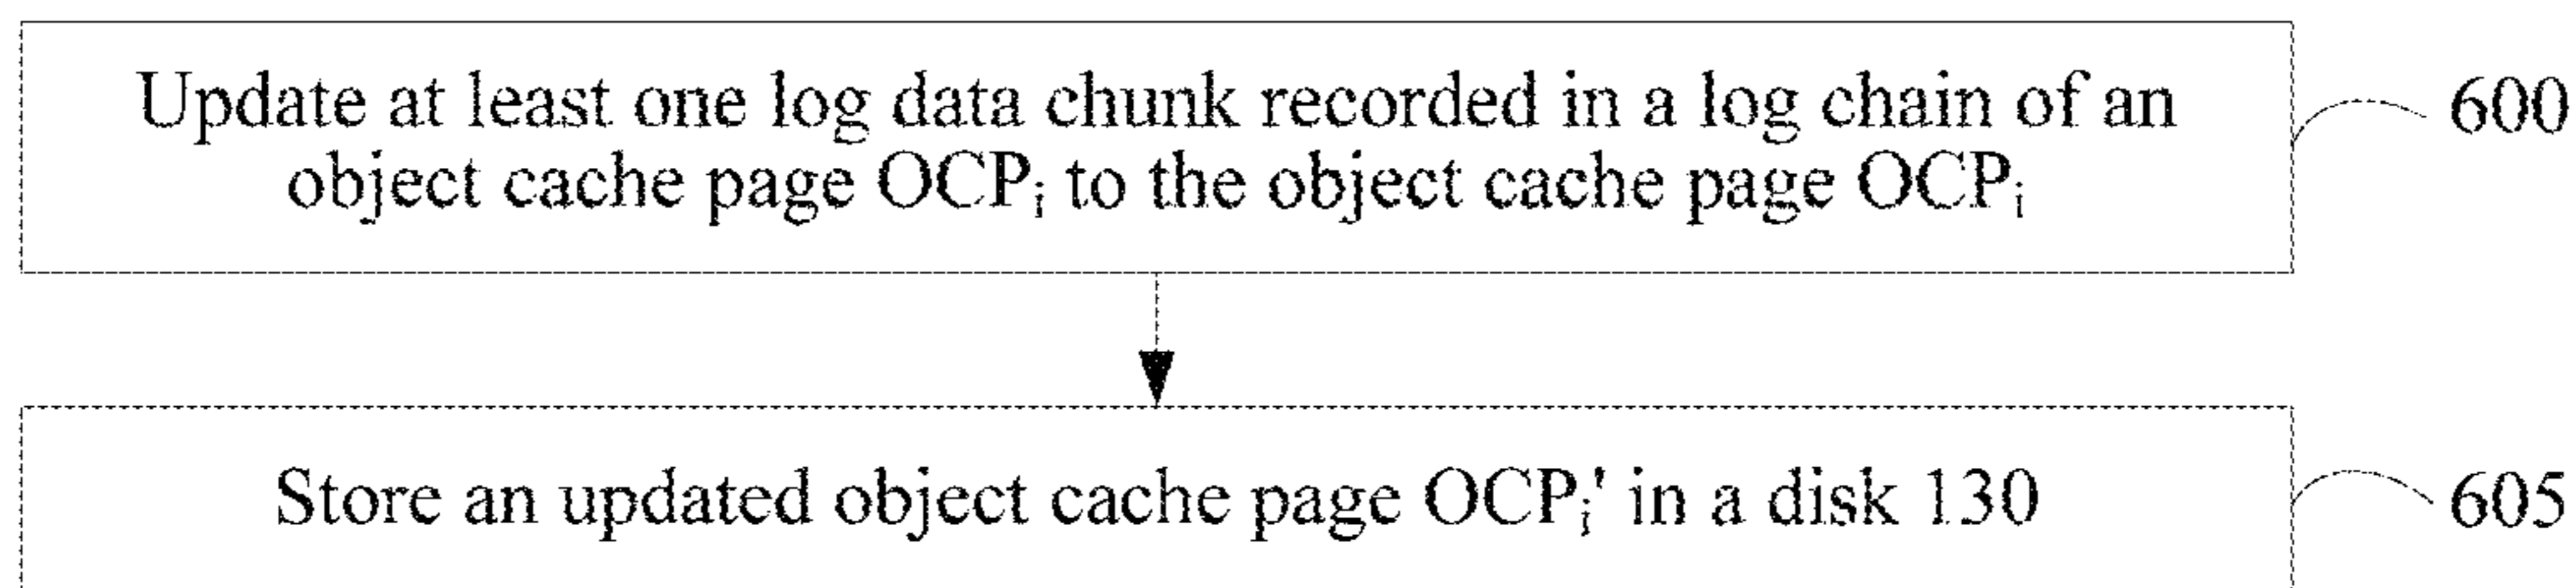 Update at least one log data chunk recorded in a log chain of an
object cache page OCPᵢ to the object cache page OCPᵢ
600
Store an updated object cache page OCPᵢ' in a disk 130
605